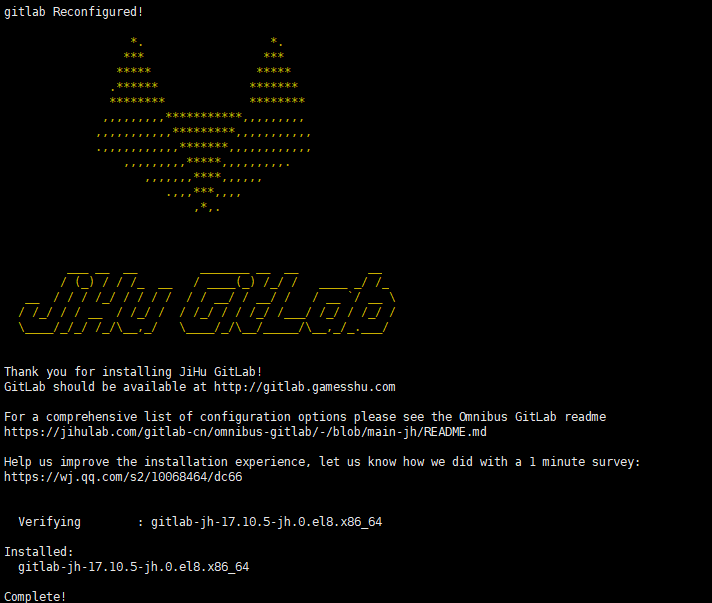 gitlab Reconfigured!
JiHu GitLab
Thank you for installing JiHu GitLab!
GitLab should be available at http://gitlab.gamesshu.com
For a comprehensive list of configuration options please see the Omnibus GitLab readme
https://jihulab.com/gitlab-cn/omnibus-gitlab/-/blob/main-jh/README.md
Help us improve the installation experience, let us know how we did with a 1 minute survey:
https://wj.qq.com/s2/10068464/dc66
Verifying        : gitlab-jh-17.10.5-jh.0.el8.x86_64
Installed:
gitlab-jh-17.10.5-jh.0.el8.x86_64
Complete!